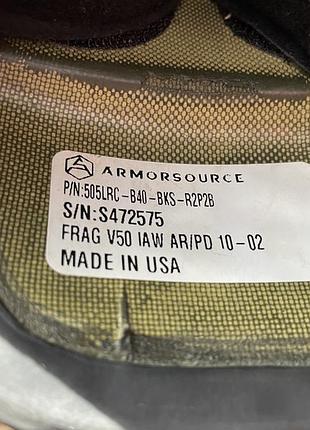 ARMORSOURCE
P/N:505LRC-B40-BKS-R2P2B
S/N:S472575
FRAG V50 IAW AR/PD 10-02
MADE IN USA